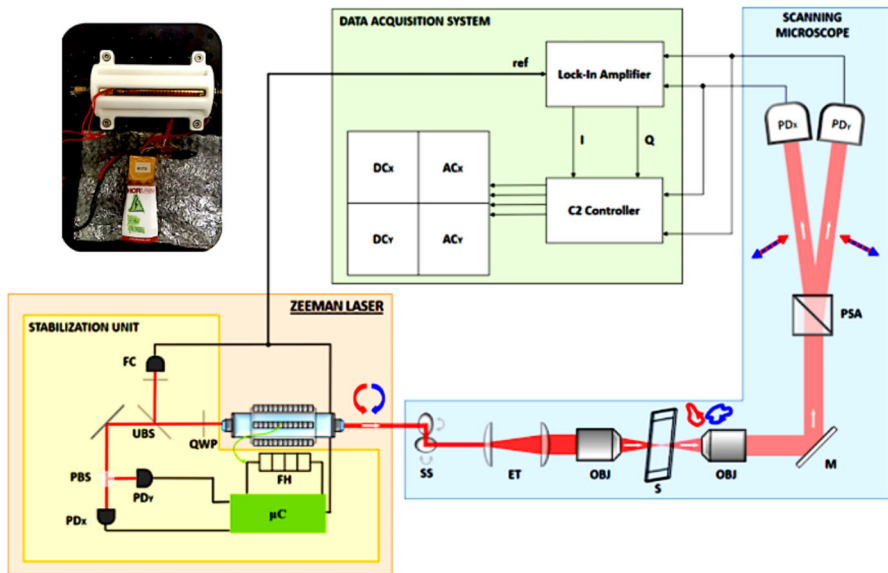 DATA ACQUISITION SYSTEM
SCANNING
MICROSCOPE
ref
Lock-In Amplifier
PDX
PDY
I
Q
DCX
ACX
C2 Controller
DCY
ACY
ZEEMAN LASER
STABILIZATION UNIT
PSA
FC
UBS
QWP
SS
ET
OBJ
S
OBJ
M
PBS
PDY
FH
PDX
µC